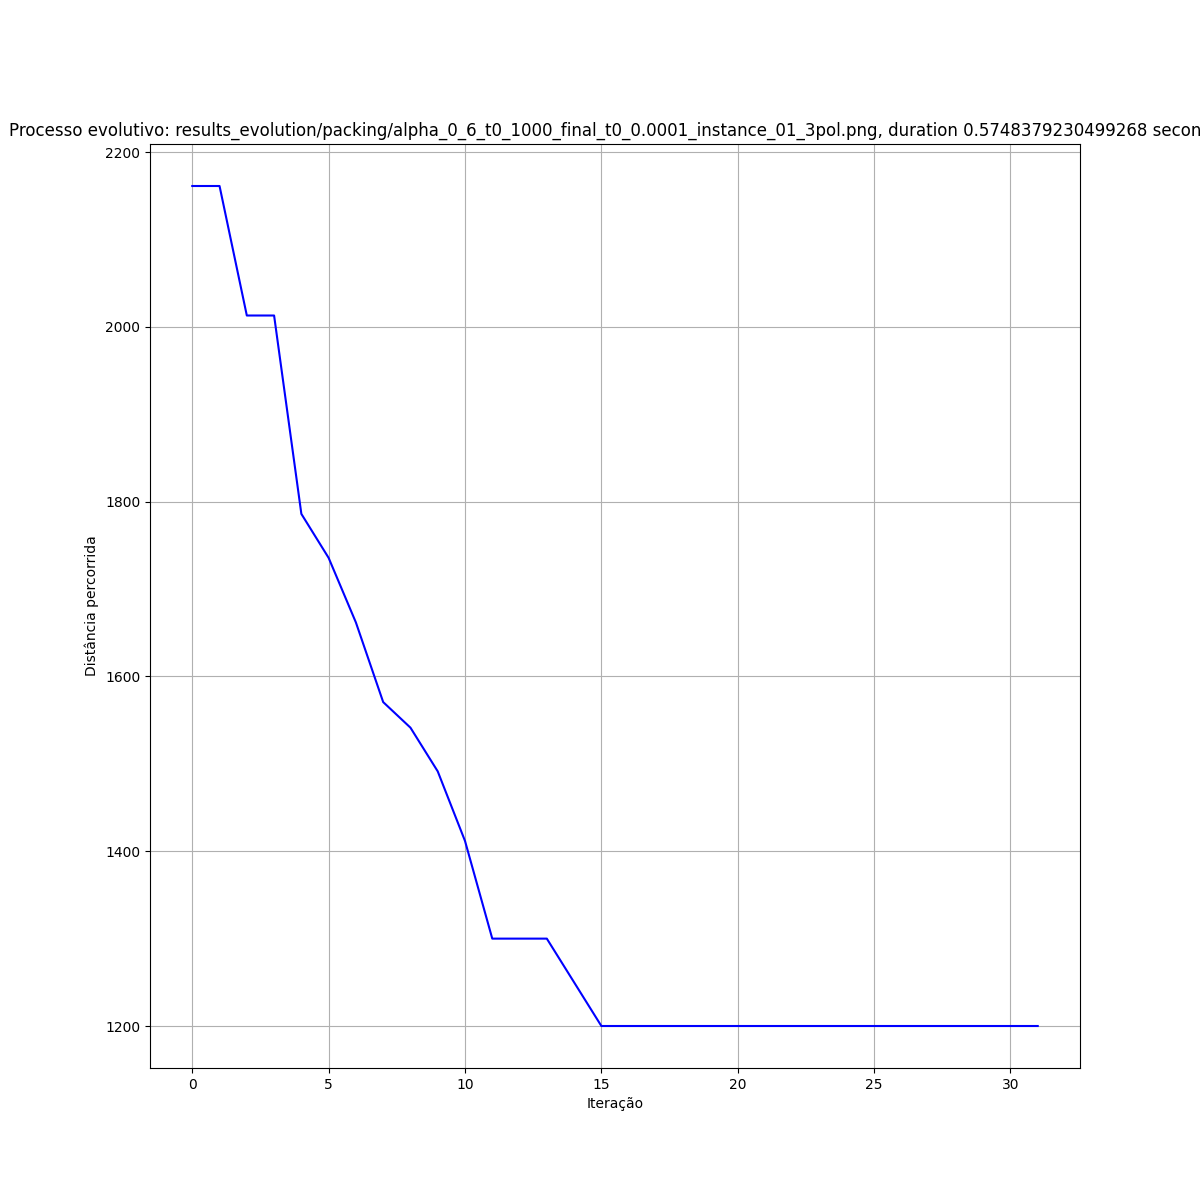 Processo evolutivo: results_evolution/packing/alpha_0_6_t0_1000_final_t0_0.0001_instance_01_3pol.png, duration 0.5748379230499268 secon
2200
2000
1800
1600
1400
1200
Distância percorrida
0 5 10 15 20 25 30
Iteração